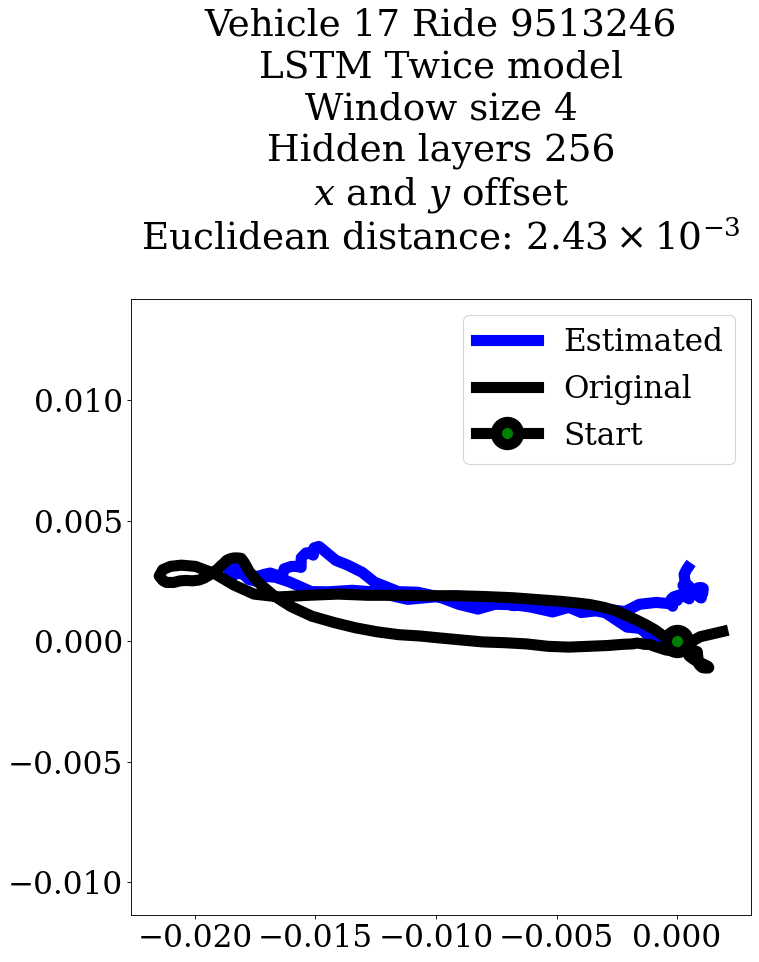 Vehicle 17 Ride 9513246
LSTM Twice model
Window size 4
Hidden layers 256
x and y offset
Euclidean distance: 2.43 × 10⁻³
Estimated
Original
Start
0.010
0.005
0.000
−0.005
−0.010
−0.020 −0.015 −0.010 −0.005 0.000